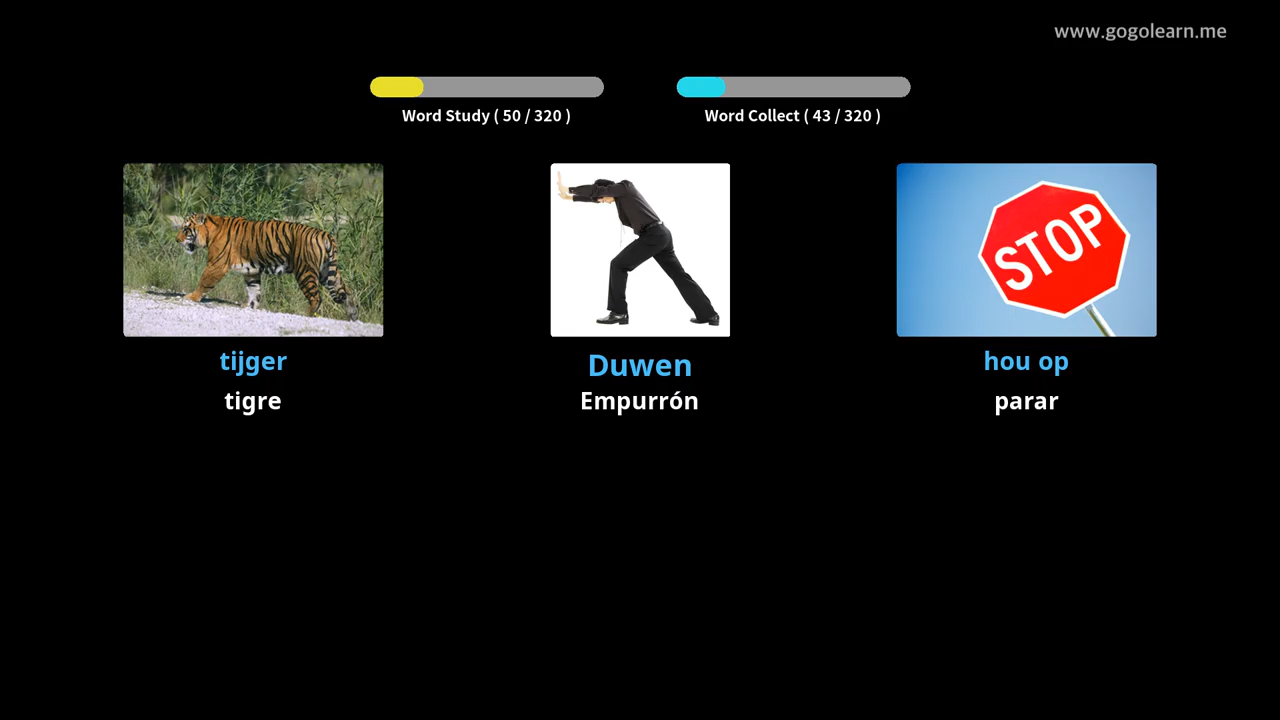 www.gogolearn.me
Word Study ( 50 / 320 )
Word Collect ( 43 / 320 )
STOP
tijger
Duwen
hou op
tigre
Empurrón
parar